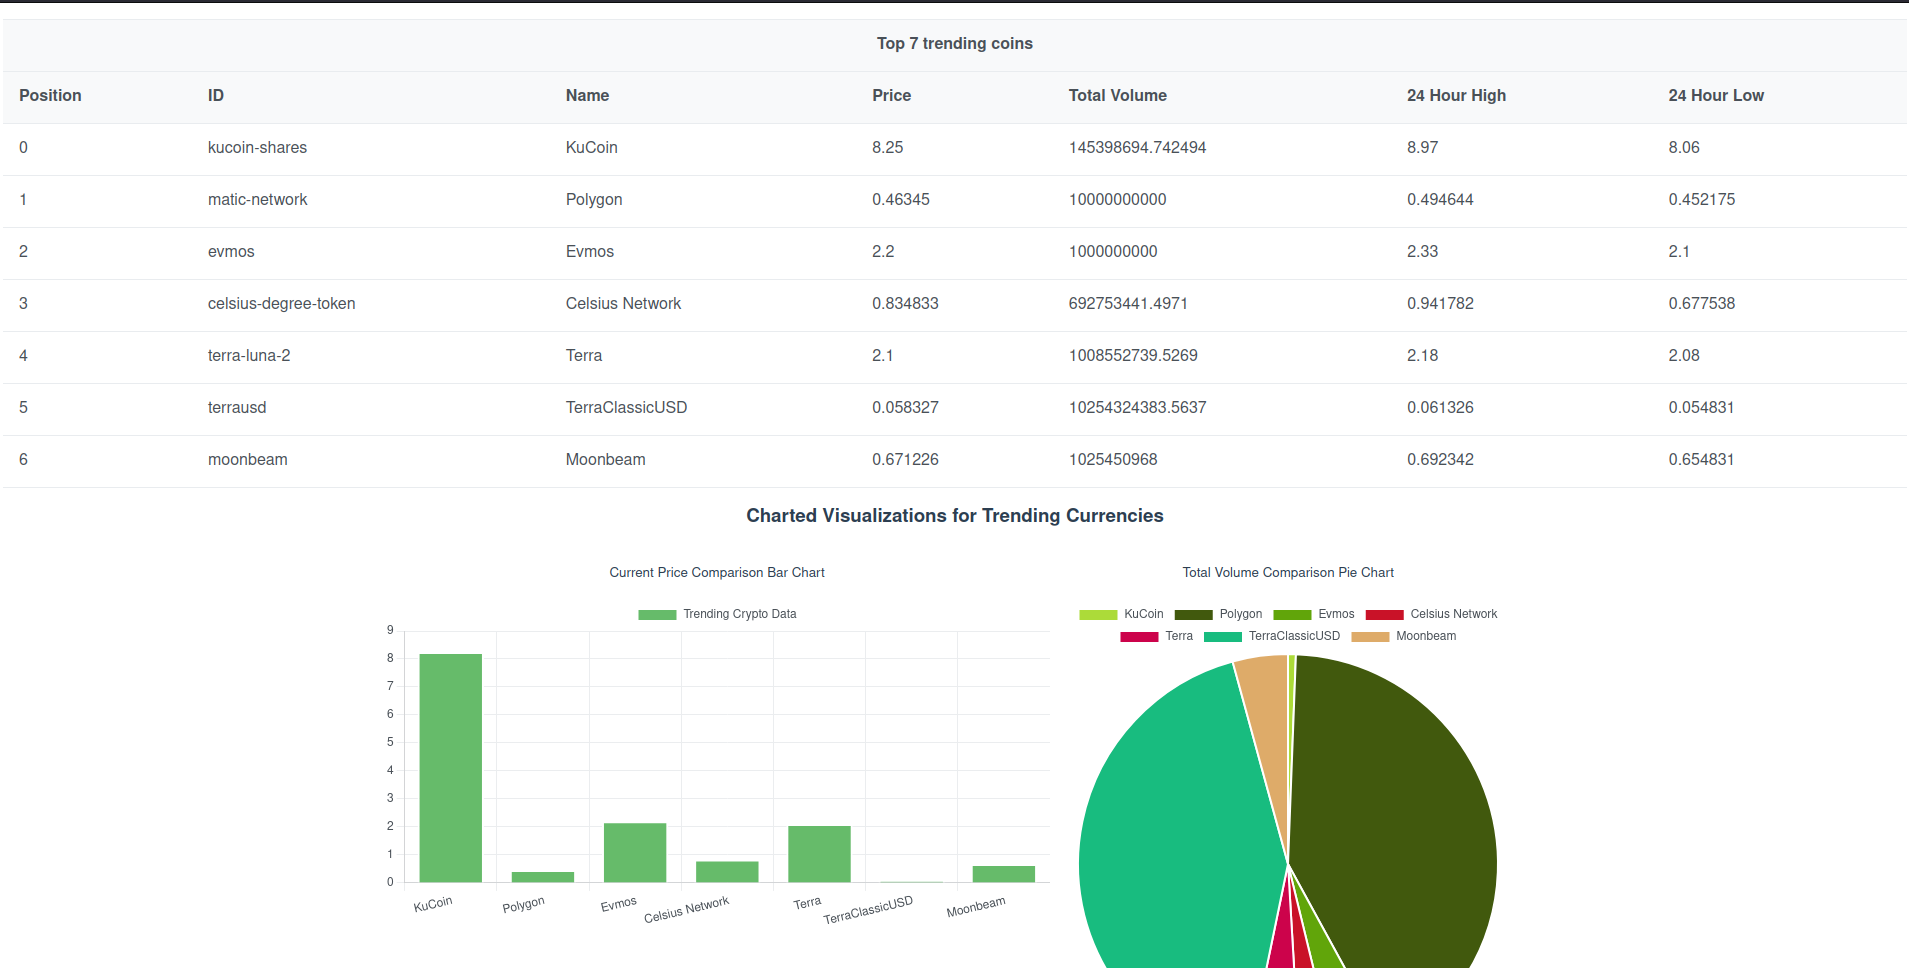 Top 7 trending coins
Position ID Name Price Total Volume 24 Hour High 24 Hour Low
0 kucoin-shares KuCoin 8.25 145398694.742494 8.97 8.06
1 matic-network Polygon 0.46345 10000000000 0.494644 0.452175
2 evmos Evmos 2.2 1000000000 2.33 2.1
3 celsius-degree-token Celsius Network 0.834833 692753441.4971 0.941782 0.677538
4 terra-luna-2 Terra 2.1 1008552739.5269 2.18 2.08
5 terrausd TerraClassicUSD 0.058327 10254324383.5637 0.061326 0.054831
6 moonbeam Moonbeam 0.671226 1025450968 0.692342 0.654831
Charted Visualizations for Trending Currencies
Current Price Comparison Bar Chart
Trending Crypto Data
9
8
7
6
5
4
3
2
1
0
KuCoin Polygon Evmos Celsius Network Terra TerraClassicUSD Moonbeam
Total Volume Comparison Pie Chart
KuCoin Polygon Evmos Celsius Network
Terra TerraClassicUSD Moonbeam